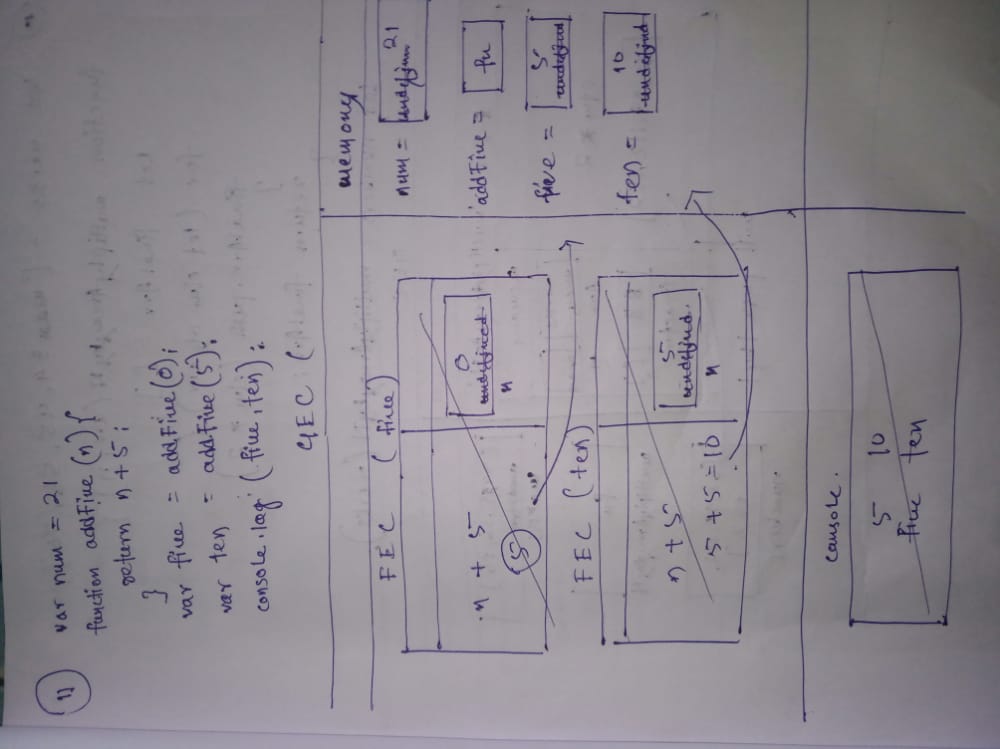 11
var num = 21
function addFive (n) {
return n+5;
}
var five = addFive (0);
var ten = addFive (5);
console.log (five, ten);
GEC (
memory
num = undefined 21
addFive = fn
five = undefined 5
ten = undefined 10
FEC (five)
n + 5
5
0
undefined
n
FEC (ten)
n + 5
5 + 5 = 10
5
undefined
n
console.
5 10
five ten